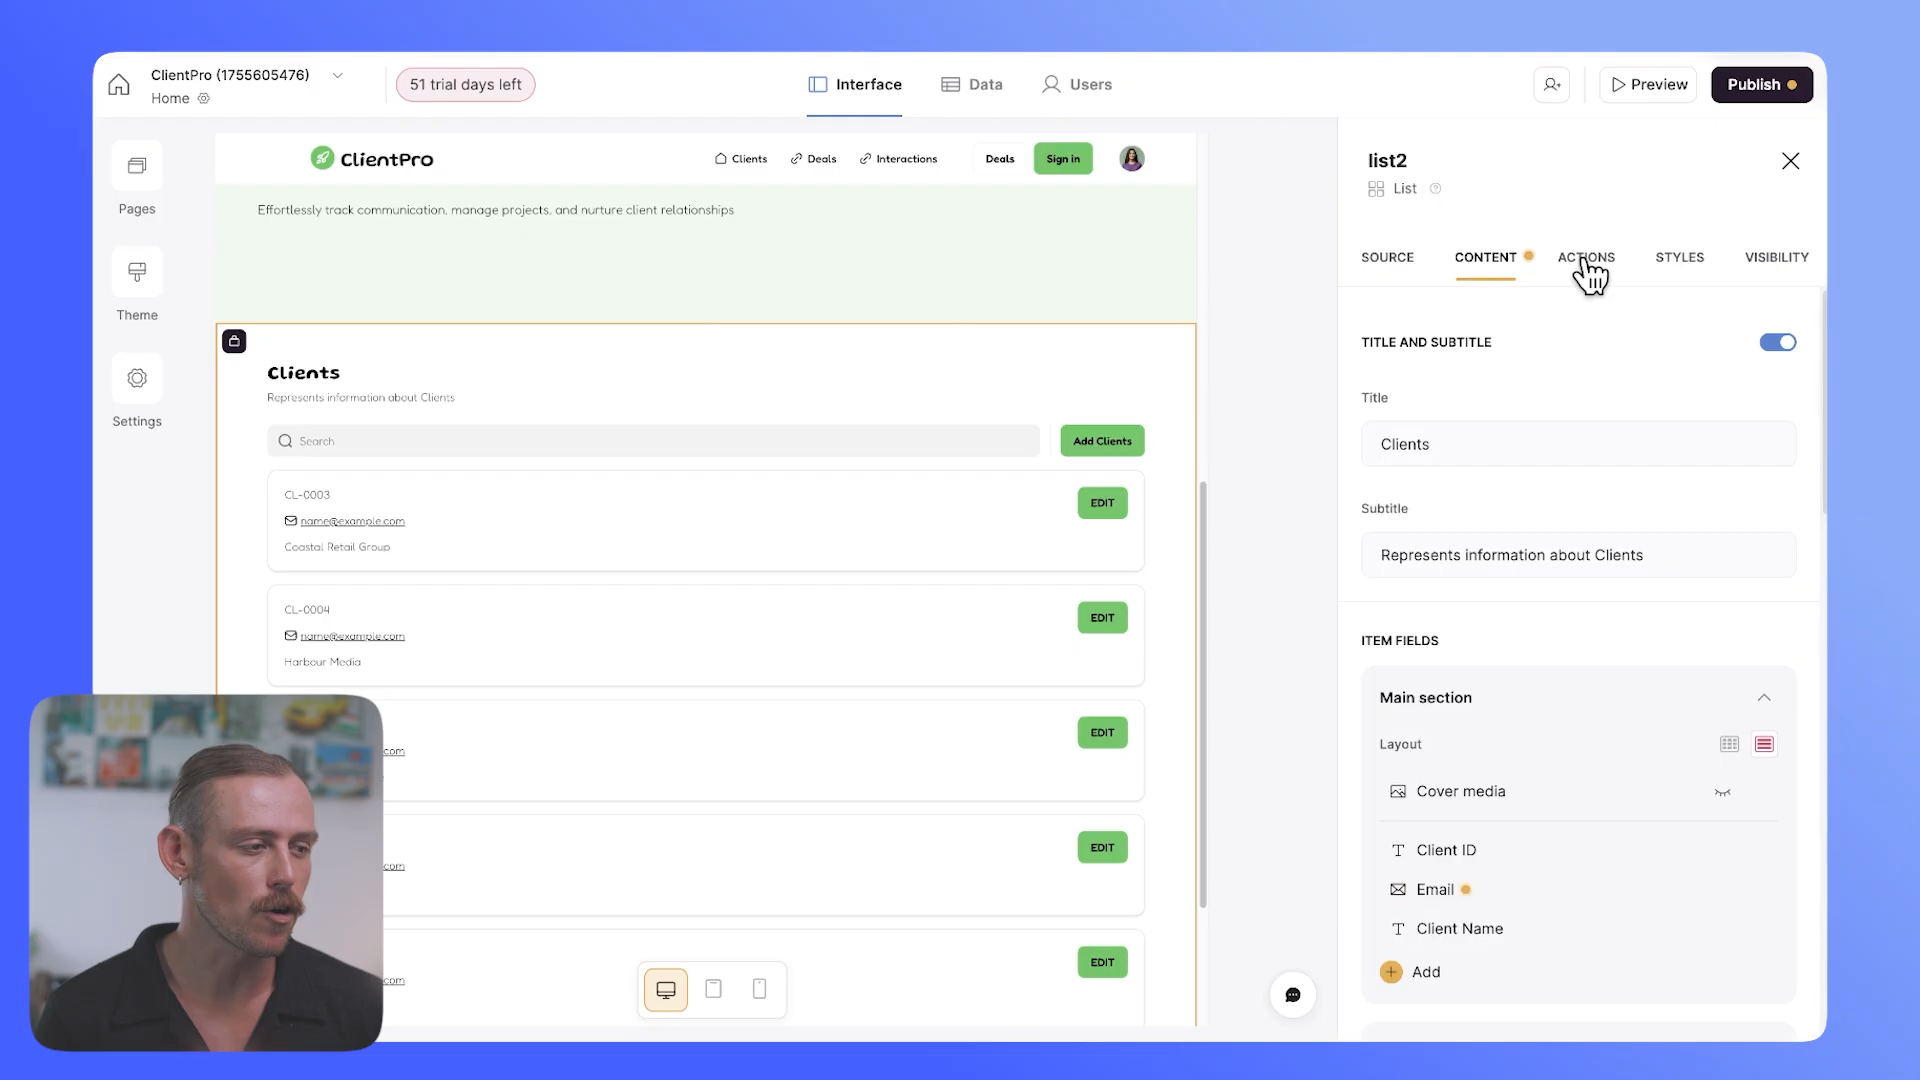 ClientPro (1755605476)
Home
51 trial days left
Interface
Data
Users
Preview
Publish
Pages
Theme
Settings
ClientPro
Clients
Deals
Interactions
Deals
Sign in
Effortlessly track communication, manage projects, and nurture client relationships
Clients
Represents information about Clients
Search
Add Clients
CL-0003
name@example.com
Coastal Retail Group
EDIT
CL-0004
name@example.com
Harbour Media
EDIT
com
EDIT
com
EDIT
com
EDIT
list2
List
SOURCE
CONTENT
ACTIONS
STYLES
VISIBILITY
TITLE AND SUBTITLE
Title
Clients
Subtitle
Represents information about Clients
ITEM FIELDS
Main section
Layout
Cover media
Client ID
Email
Client Name
Add